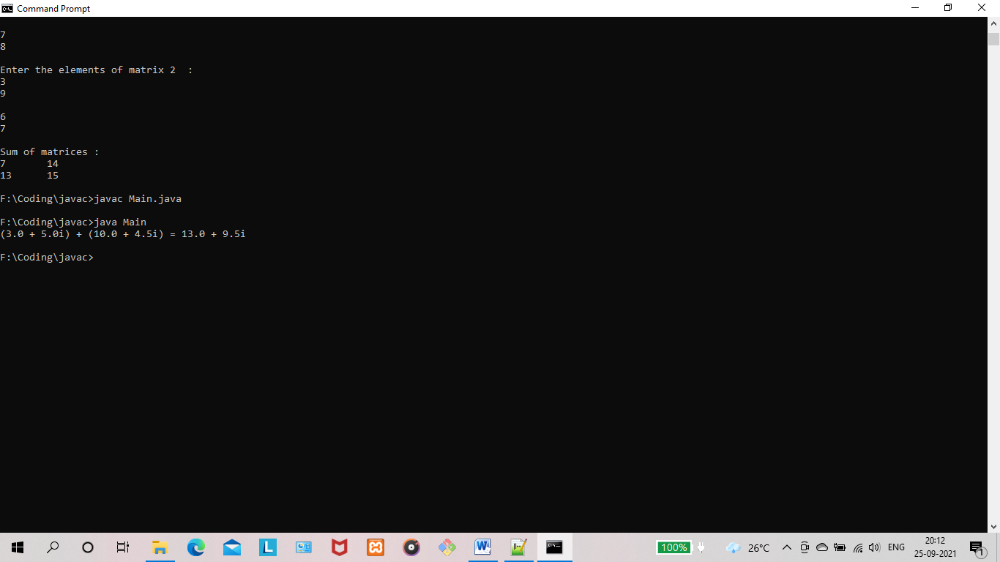 Command Prompt
7
8
Enter the elements of matrix 2  :
3
9
6
7
Sum of matrices :
7       14
13      15
F:\Coding\javac>javac Main.java
F:\Coding\javac>java Main
(3.0 + 5.0i) + (10.0 + 4.5i) = 13.0 + 9.5i
F:\Coding\javac>
100% 26°C ENG 20:12
25-09-2021 1